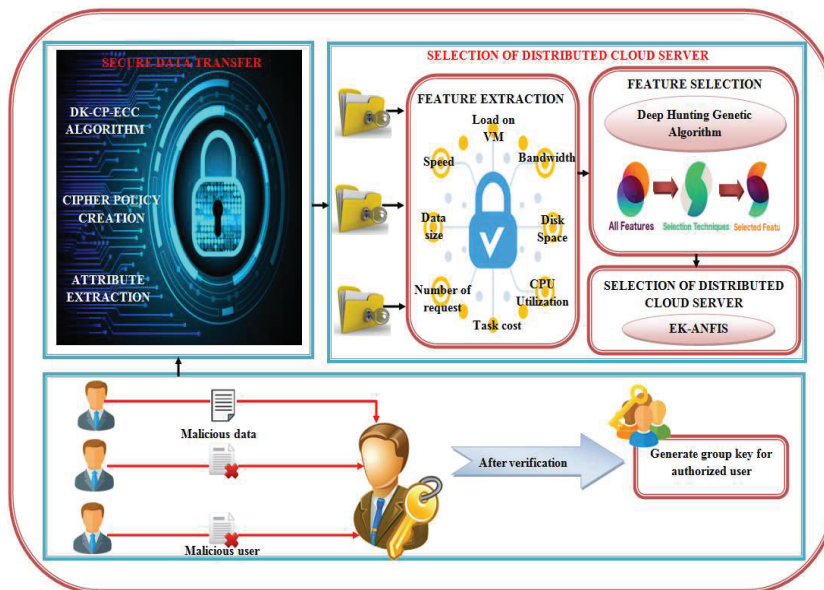 SECURE DATA TRANSFER
DK-CP-ECC
ALGORITHM
CIPHER POLICY
CREATION
ATTRIBUTE
EXTRACTION
SELECTION OF DISTRIBUTED CLOUD SERVER
FEATURE EXTRACTION
Load on
VM
Speed
Bandwidth
Data
size
Disk
Space
Number of
request
CPU
Utilization
Task cost
FEATURE SELECTION
Deep Hunting Genetic
Algorithm
All Features
Selection Techniques
Selected Featu
SELECTION OF DISTRIBUTED
CLOUD SERVER
EK-ANFIS
Malicious data
Malicious user
After verification
Generate group key for
authorized user